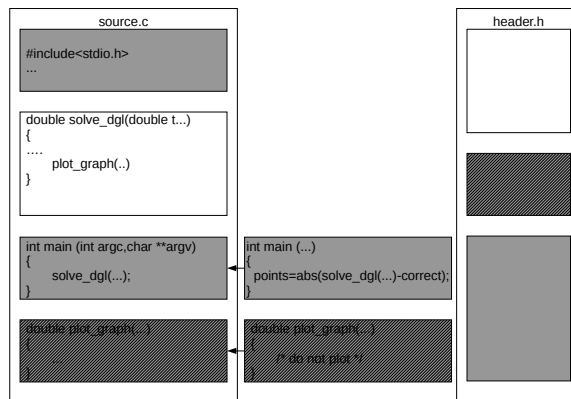 source.c
#include<stdio.h>
...
double solve_dgl(double t...)
{
....
plot_graph(..)
}
int main (int argc,char **argv)
{
solve_dgl(...);
}
double plot_graph(...)
{
...
}
int main (...)
{
points=abs(solve_dgl(...)-correct);
}
double plot_graph(...)
{
/* do not plot */
}
header.h